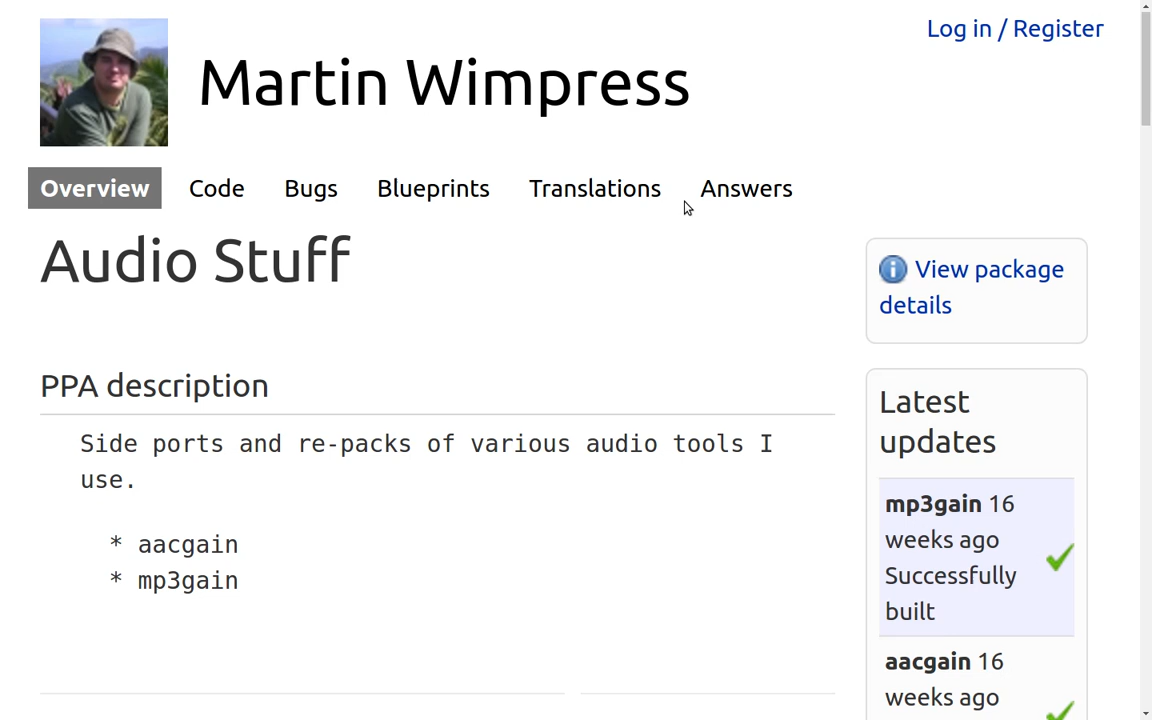 Log in / Register
Martin Wimpress
Overview Code Bugs Blueprints Translations Answers
Audio Stuff
View package
details
PPA description
Side ports and re-packs of various audio tools I
use.
* aacgain
* mp3gain
Latest
updates
mp3gain 16
weeks ago
Successfully
built
aacgain 16
weeks ago